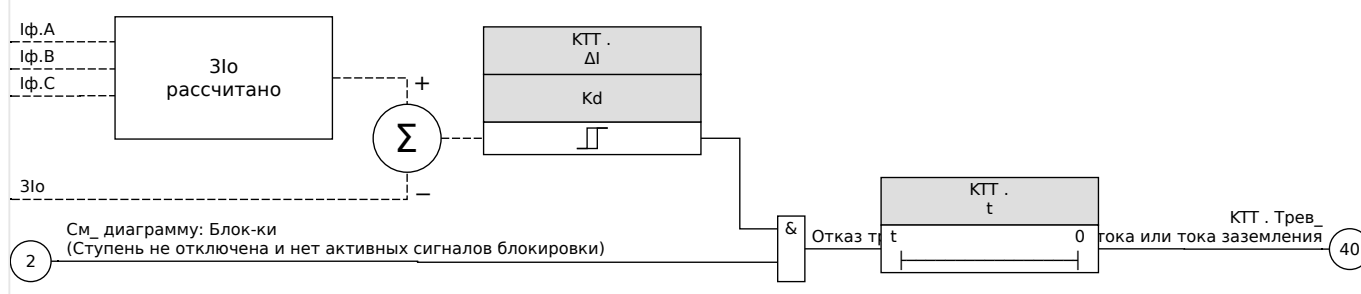 Iф.A
Iф.B
Iф.C
3Io
рассчитано
+
Σ
−
3Io
КТТ .
ΔI
Kd
См_ диаграмму: Блок-ки
(Ступень не отключена и нет активных сигналов блокировки)
2
&
КТТ .
t
t 0
Отказ тр тока или тока заземления
КТТ . Трев_
40